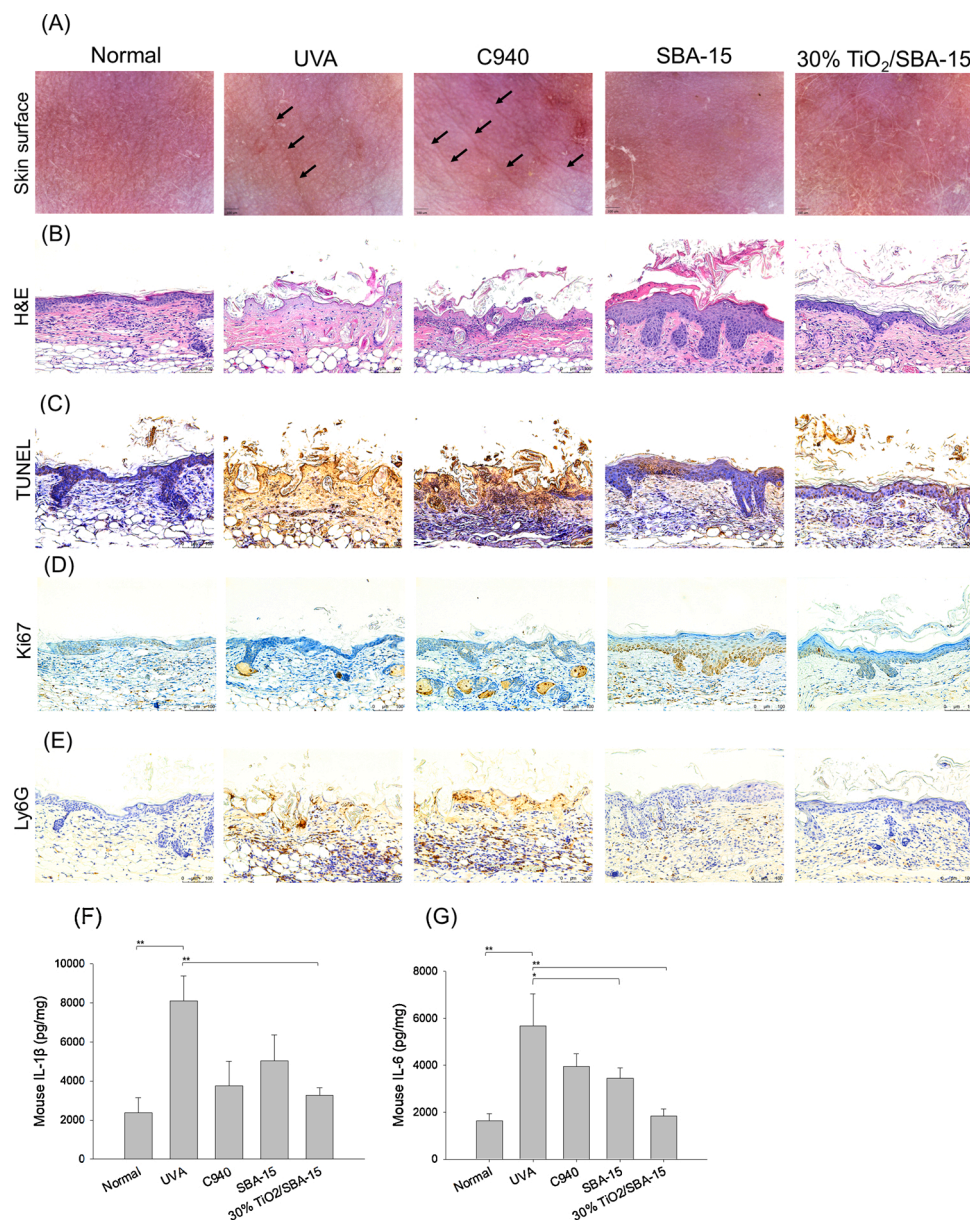 (A)
Normal
UVA
C940
SBA-15
30% TiO₂/SBA-15
Skin surface
(B)
H&E
(C)
TUNEL
(D)
Ki67
(E)
Ly6G
(F)
**
**
10000
8000
6000
4000
2000
0
Mouse IL-1β (pg/mg)
Normal
UVA
C940
SBA-15
30% TiO2/SBA-15
(G)
**
**
*
8000
6000
4000
2000
0
Mouse IL-6 (pg/mg)
Normal
UVA
C940
SBA-15
30% TiO2/SBA-15